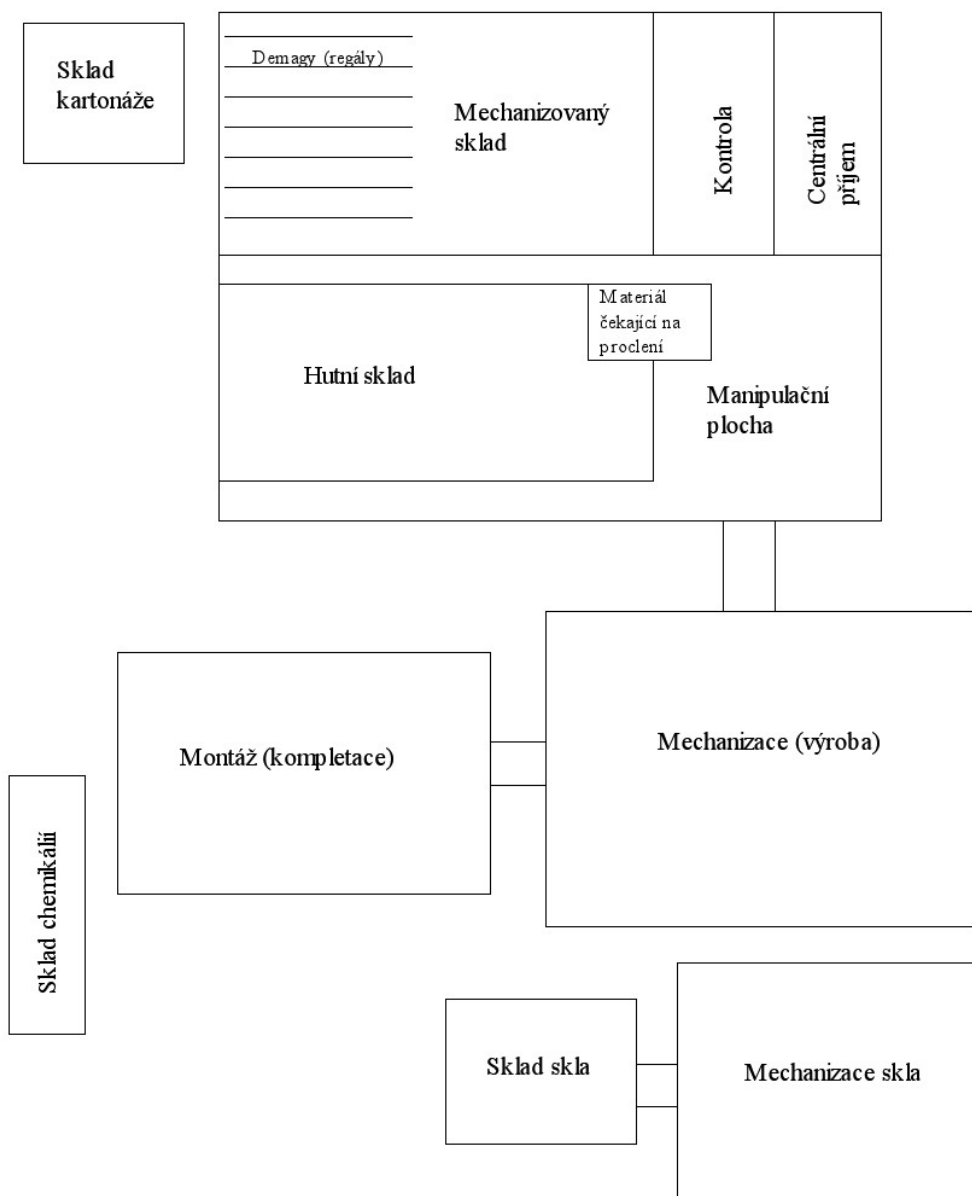 Sklad
kartonáže
Demagy (regály)
Mechanizovaný
sklad
Kontrola
Centrální
příjem
Materiál
čekající na
proclení
Hutní sklad
Manipulační
plocha
Montáž (kompletace)
Mechanizace (výroba)
Sklad chemikálií
Sklad skla
Mechanizace skla